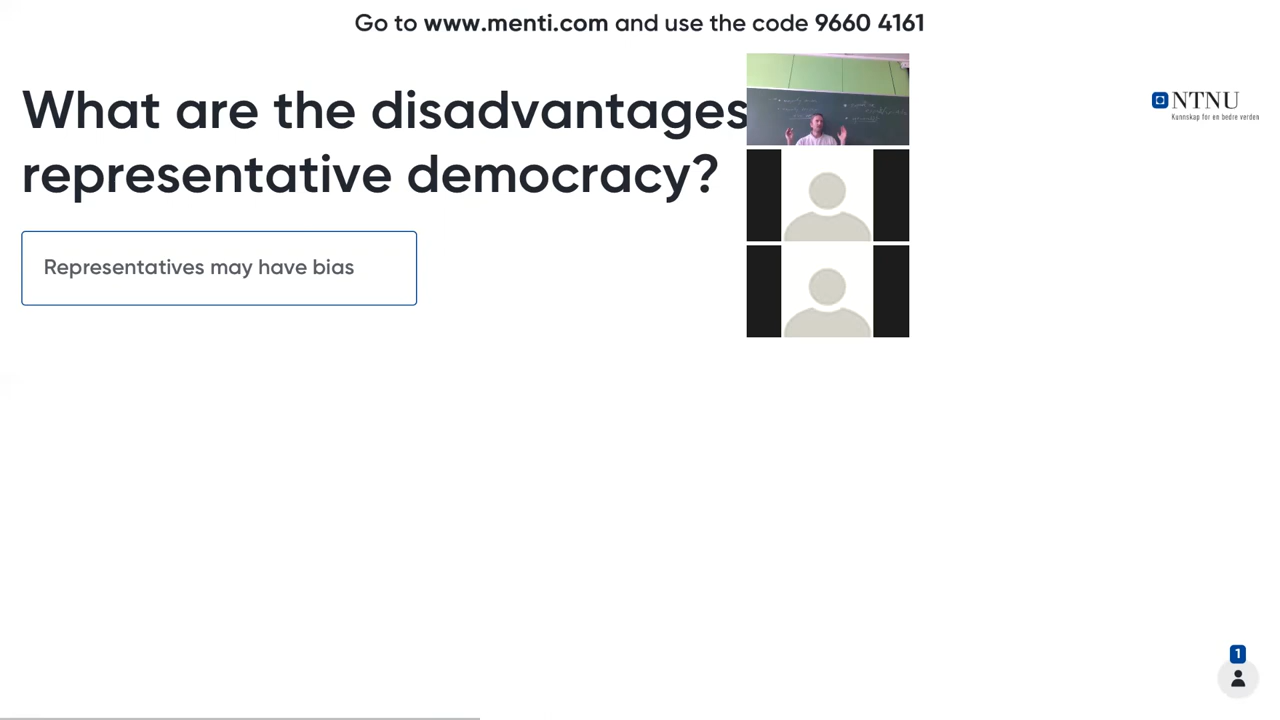 Go to www.menti.com and use the code 9660 4161
What are the disadvantages
representative democracy?
NTNU
Kunnskap for en bedre verden
Representatives may have bias
1